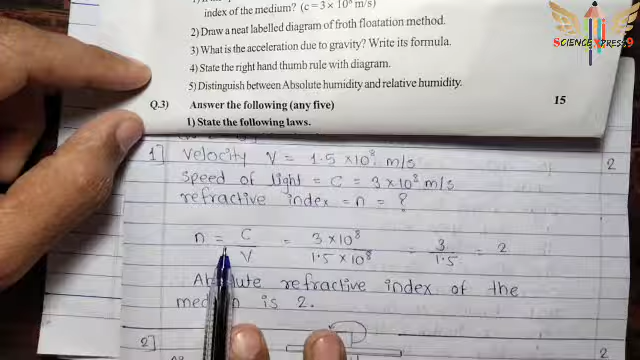 index of the medium? (c = 3 × 10⁸ m/s)
2) Draw a neat labelled diagram of froth floatation method.
3) What is the acceleration due to gravity? Write its formula.
4) State the right hand thumb rule with diagram.
5) Distinguish between Absolute humidity and relative humidity.
Q.3) Answer the following (any five) 15
1) State the following laws.
SCIENCE XPRESS 9
1] Velocity V = 1.5 × 10⁸ m/s 2
speed of light = C = 3 × 10⁸ m/s
refractive index = n = ?
n = C / V = 3 × 10⁸ / 1.5 × 10⁸ = 3 / 1.5 = 2
Absolute refractive index of the
is 2.
2] 2